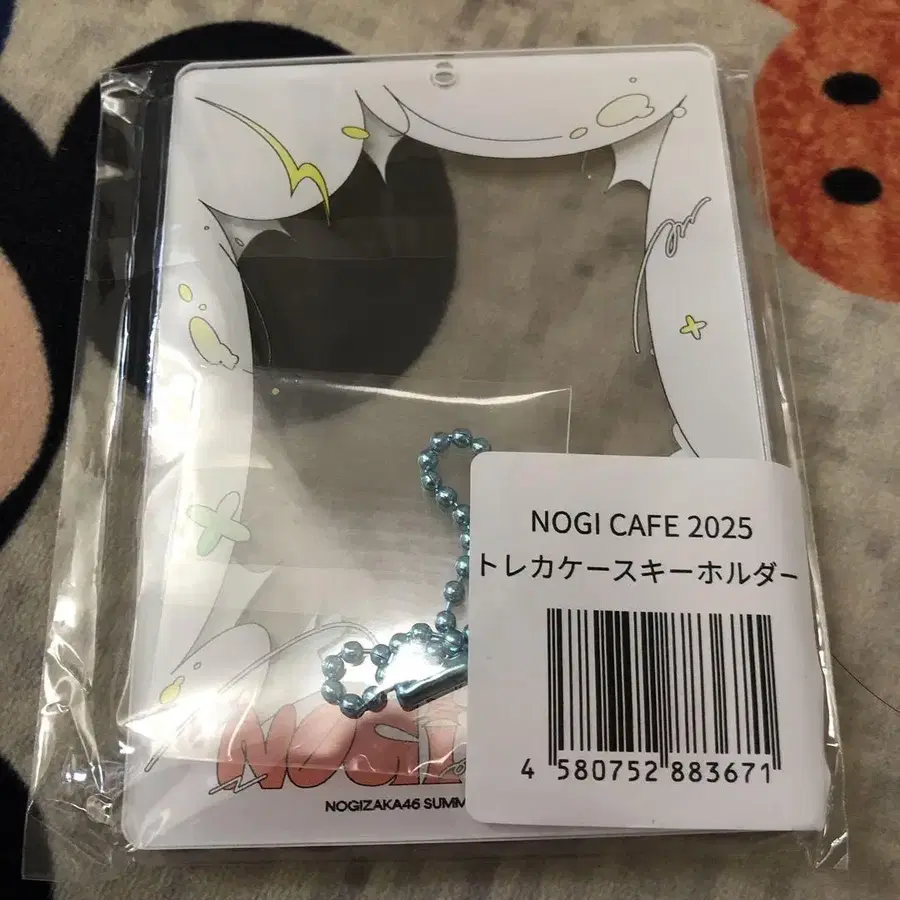 NOGI CAFE 2025
トレカケースキーホルダー
4 580752 883671
NOGI
NOGIZAKA46 SUMM